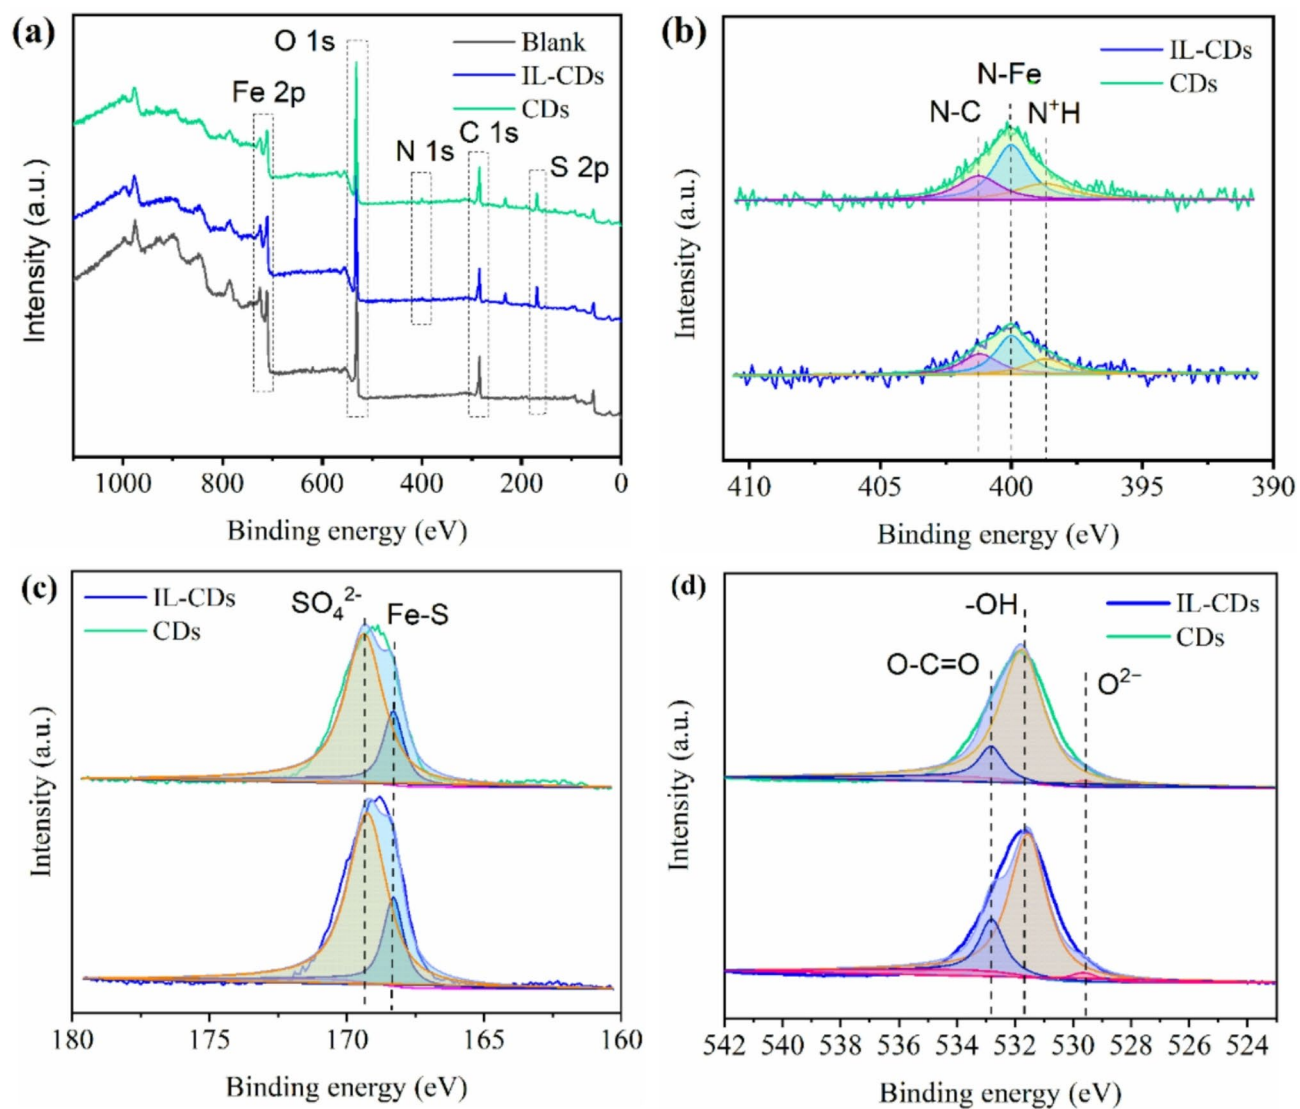 (a)
Blank
IL-CDs
CDs
Fe 2p
O 1s
N 1s
C 1s
S 2p
Intensity (a.u.)
1000 800 600 400 200 0
Binding energy (eV)
(b)
IL-CDs
CDs
N-C
N-Fe
N⁺H
Intensity (a.u.)
410 405 400 395 390
Binding energy (eV)
(c)
IL-CDs
CDs
SO₄²⁻
Fe-S
Intensity (a.u.)
180 175 170 165 160
Binding energy (eV)
(d)
IL-CDs
CDs
-OH
O-C=O
O²⁻
Intensity (a.u.)
542 540 538 536 534 532 530 528 526 524
Binding energy (eV)